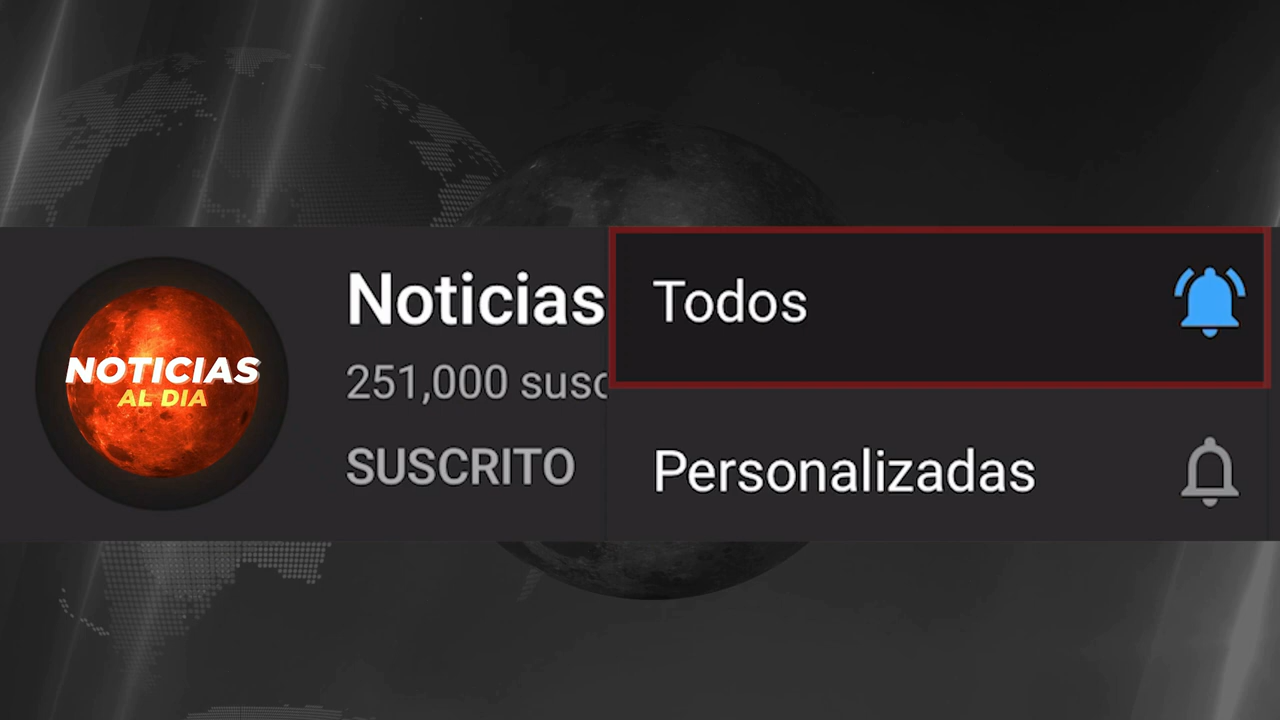 NOTICIAS
AL DIA
Noticias
251,000 susc
SUSCRITO
Todos
Personalizadas